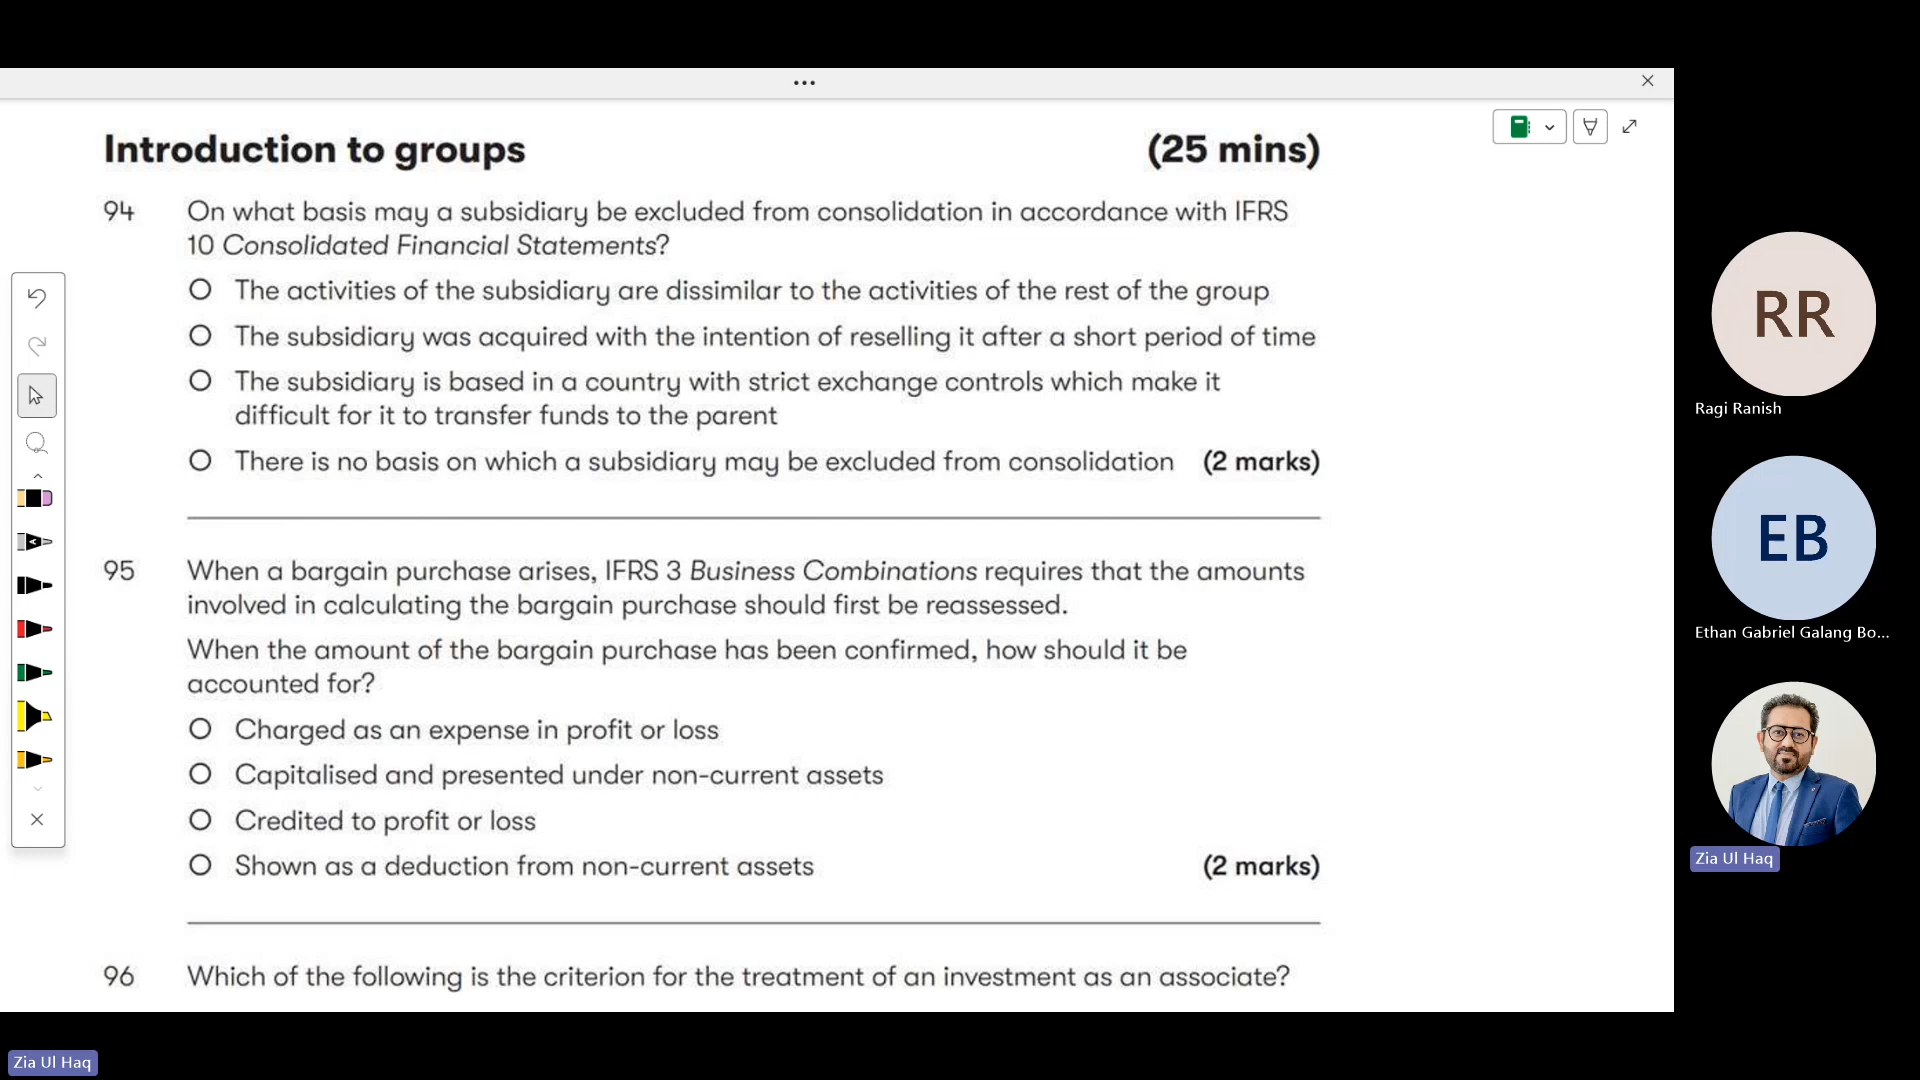 Introduction to groups (25 mins)
94 On what basis may a subsidiary be excluded from consolidation in accordance with IFRS
10 Consolidated Financial Statements?
The activities of the subsidiary are dissimilar to the activities of the rest of the group
The subsidiary was acquired with the intention of reselling it after a short period of time
The subsidiary is based in a country with strict exchange controls which make it
difficult for it to transfer funds to the parent
There is no basis on which a subsidiary may be excluded from consolidation (2 marks)
95 When a bargain purchase arises, IFRS 3 Business Combinations requires that the amounts
involved in calculating the bargain purchase should first be reassessed.
When the amount of the bargain purchase has been confirmed, how should it be
accounted for?
Charged as an expense in profit or loss
Capitalised and presented under non-current assets
Credited to profit or loss
Shown as a deduction from non-current assets (2 marks)
96 Which of the following is the criterion for the treatment of an investment as an associate?
RR
Ragi Ranish
EB
Ethan Gabriel Galang Bo...
Zia Ul Haq
Zia Ul Haq